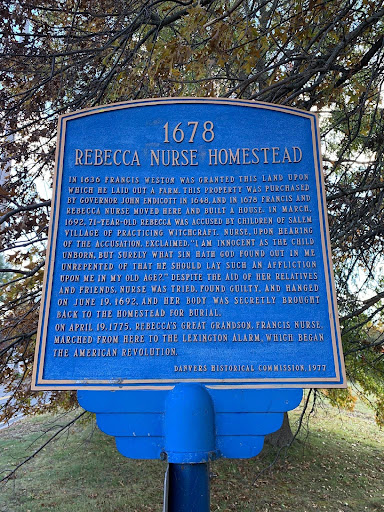 1678
REBECCA NURSE HOMESTEAD
IN 1636 FRANCIS WESTON WAS GRANTED THIS LAND UPON
WHICH HE LAID OUT A FARM. THIS PROPERTY WAS PURCHASED
BY GOVERNOR JOHN ENDICOTT IN 1648, AND IN 1678 FRANCIS AND
REBECCA NURSE MOVED HERE AND BUILT A HOUSE. IN MARCH,
1692, 71-YEAR-OLD REBECCA WAS ACCUSED BY CHILDREN OF SALEM
VILLAGE OF PRACTICING WITCHCRAFT. NURSE, UPON HEARING
OF THE ACCUSATION, EXCLAIMED, "I AM INNOCENT AS THE CHILD
UNBORN, BUT SURELY WHAT SIN HATH GOD FOUND OUT IN ME
UNREPENTED OF THAT HE SHOULD LAY SUCH AN AFFLICTION
UPON ME IN MY OLD AGE?" DESPITE THE AID OF HER RELATIVES
AND FRIENDS, NURSE WAS TRIED, FOUND GUILTY, AND HANGED
ON JUNE 19, 1692, AND HER BODY WAS SECRETLY BROUGHT
BACK TO THE HOMESTEAD FOR BURIAL.
ON APRIL 19, 1775, REBECCA'S GREAT GRANDSON, FRANCIS NURSE,
MARCHED FROM HERE TO THE LEXINGTON ALARM, WHICH BEGAN
THE AMERICAN REVOLUTION.
DANVERS HISTORICAL COMMISSION, 1977